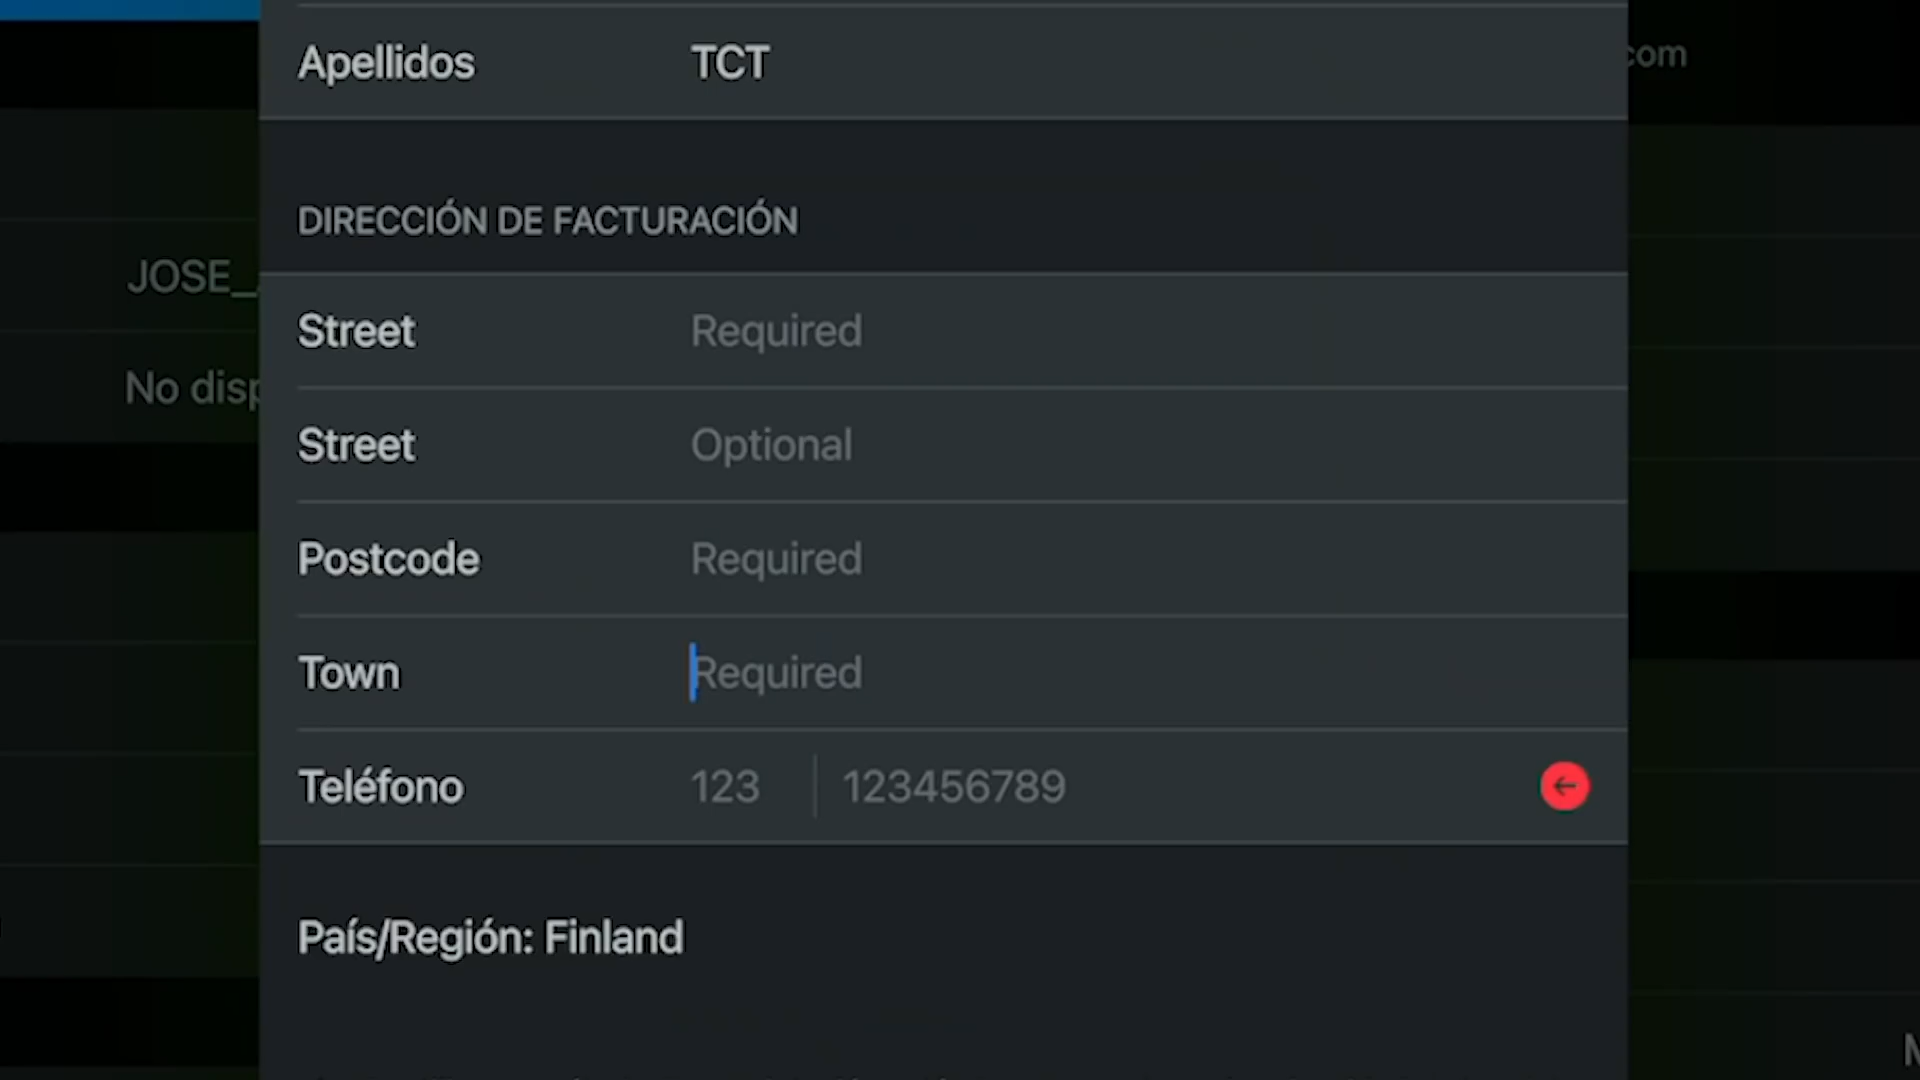 Apellidos TCT
com
DIRECCIÓN DE FACTURACIÓN
JOSE_
Street Required
No disp
Street Optional
Postcode Required
Town Required
Teléfono 123 123456789
País/Región: Finland